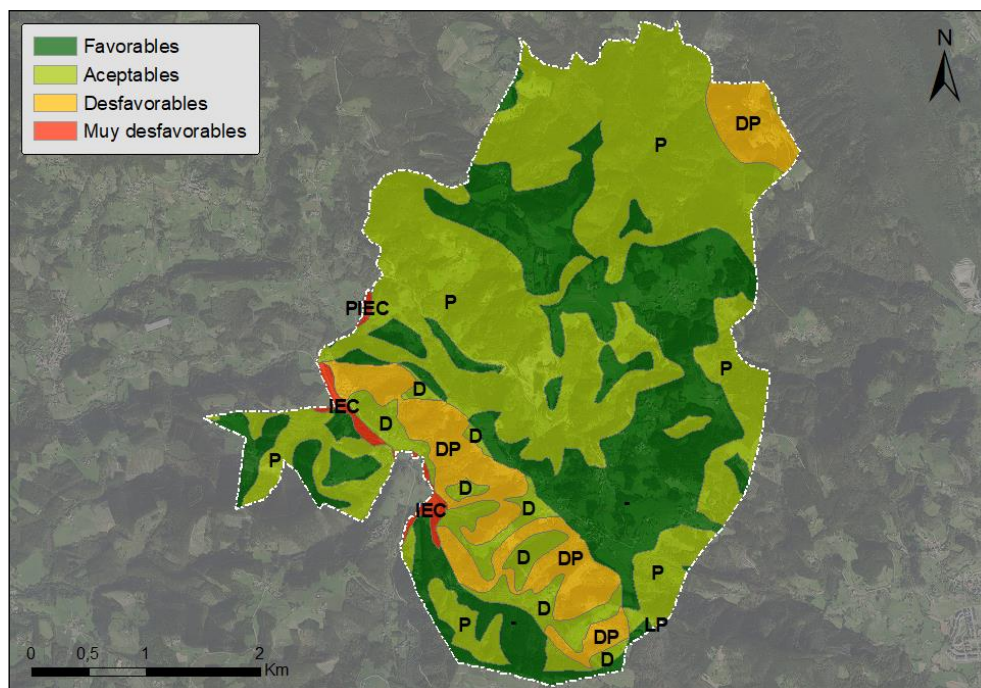 Favorables
Aceptables
Desfavorables
Muy desfavorables
N
DP
P
PIEC
P
P
D
IEC
D
D
DP
P
D
D
IEC
-
D
DP
P
D
P
-
LP
DP
D
0 0,5 1 2
Km